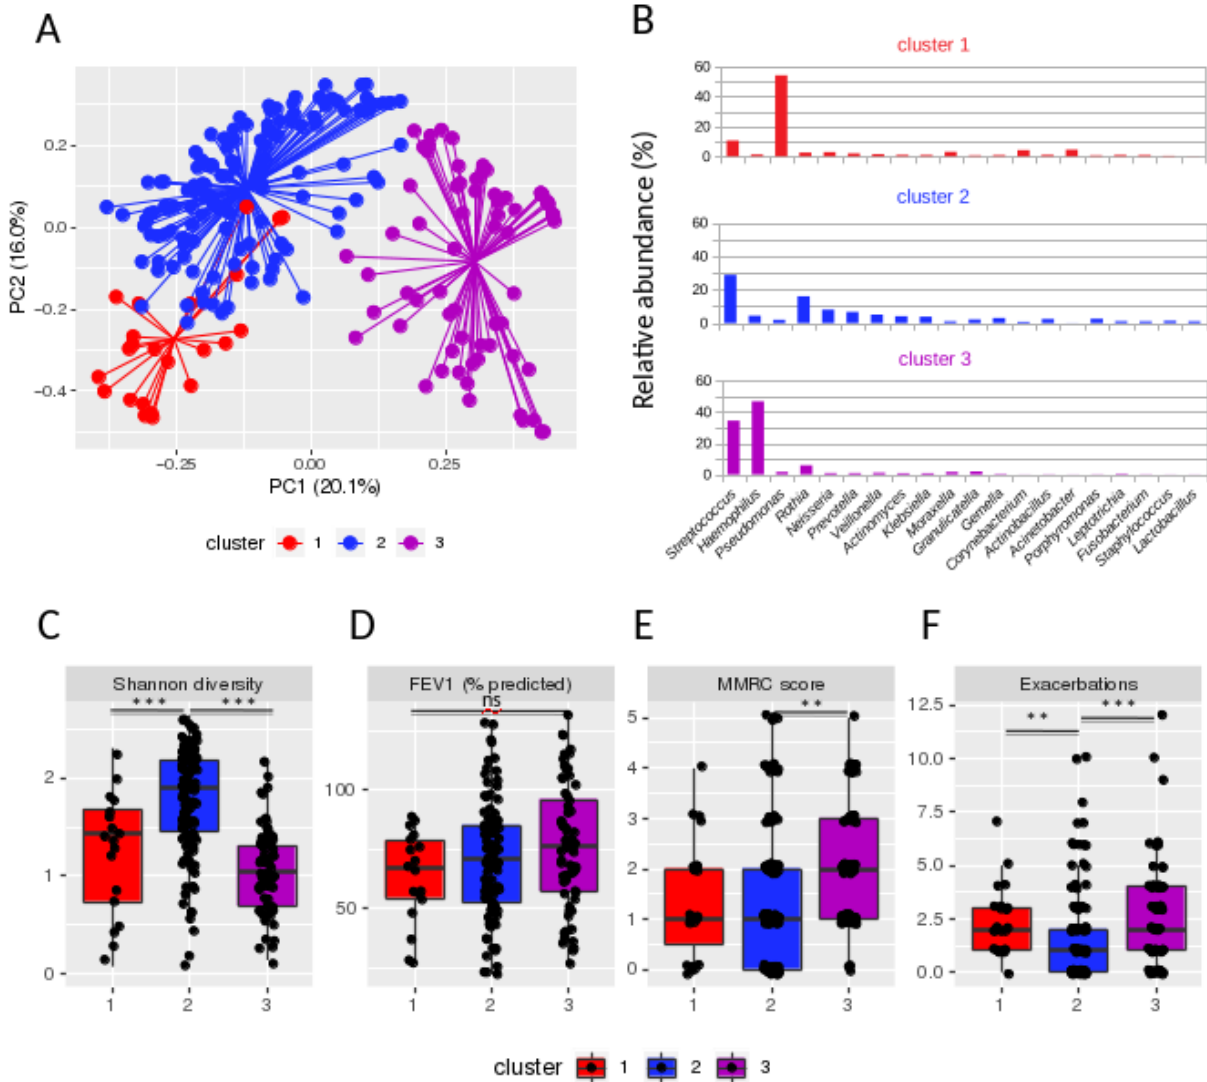 A
B
cluster 1
60
40
20
0
cluster 2
60
40
20
0
cluster 3
60
40
20
0
Relative abundance (%)
Streptococcus
Haemophilus
Pseudomonas
Rothia
Neisseria
Prevotella
Veillonella
Actinomyces
Klebsiella
Moraxella
Granulicatella
Gemella
Corynebacterium
Actinobacillus
Acinetobacter
Porphyromonas
Leptotrichia
Fusobacterium
Staphylococcus
Lactobacillus
PC2 (16.0%)
0.2
0.0
−0.2
−0.4
−0.25
0.00
0.25
PC1 (20.1%)
cluster 1 2 3
C
D
E
F
Shannon diversity
***
***
2
1
0
1 2 3
FEV1 (% predicted)
ns
100
50
1 2 3
MMRC score
**
5
4
3
2
1
0
1 2 3
Exacerbations
**
***
12.5
10.0
7.5
5.0
2.5
0.0
1 2 3
cluster 1 2 3